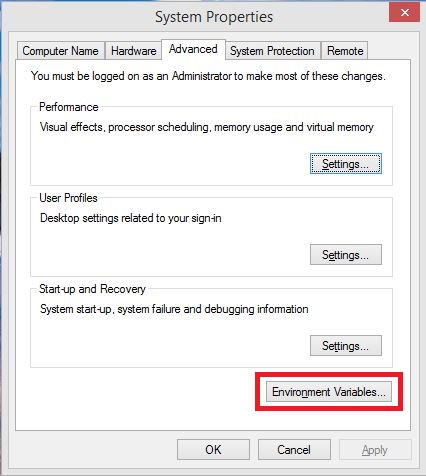 System Properties
Computer Name
Hardware
Advanced
System Protection
Remote
You must be logged on as an Administrator to make most of these changes.
Performance
Visual effects, processor scheduling, memory usage and virtual memory
Settings...
User Profiles
Desktop settings related to your sign-in
Settings...
Start-up and Recovery
System start-up, system failure and debugging information
Settings...
Environment Variables...
OK
Cancel
Apply